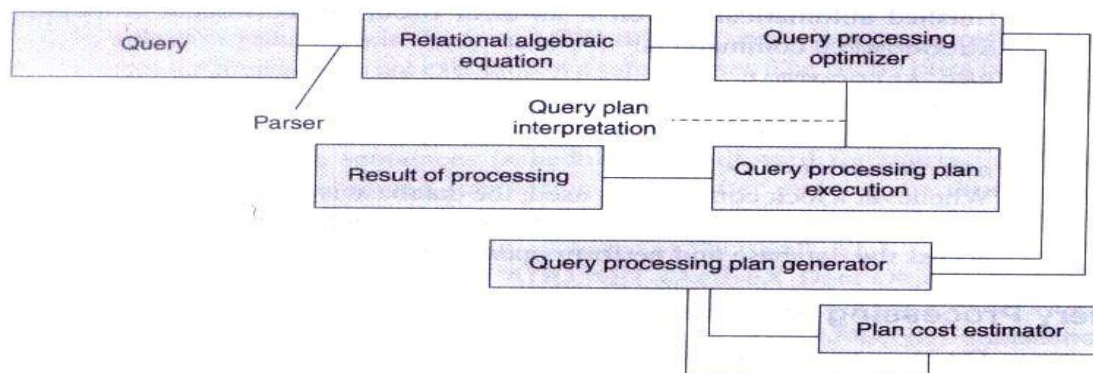 Query
Relational algebraic
equation
Query processing
optimizer
Parser
Query plan
interpretation
Result of processing
Query processing plan
execution
Query processing plan generator
Plan cost estimator